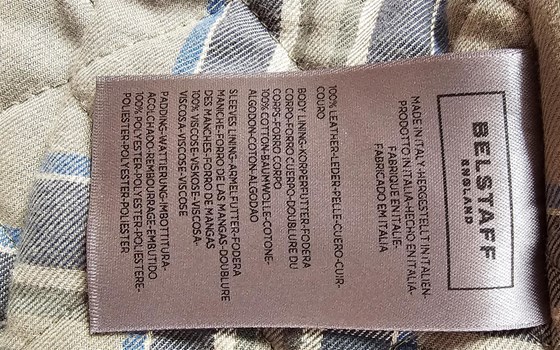 BELSTAFF
ENGLAND
MADE IN ITALY-HERGESTELLT IN ITALIEN-
PRODOTTO IN ITALIA-HECHO EN ITALIA-
FABRIQUE EN ITALIE-
FABRICADO EM ITALIA
100% LEATHER-LEDER-PELLE-CUERO-CUIR-
COURO
BODY LINING-KORPERFUTTER-FODERA
CORPO-FORRO CUERPO-DOUBLURE DU
CORPS-FORRO CORPO
100% COTTON-BAUMWOLLE-COTONE-
ALGODON-COTON-ALGODAO
SLEEVES LINING-ARMELFUTTER-FODERA
MANICHE-FORRO DE LAS MANGAS-DOUBLURE
DES MANCHES-FORRO DE MANGAS
100% VISCOSE-VISKOSE-VISCOSA-
VISCOSA-VISCOSE-VISCOSE
PADDING-WATTIERUNG-IMBOTTITURA-
ACOLCHADO-REMBOURRAGE-EMBUTIDO
100% POLYESTER-POLYESTER-POLIESTERE-
POLIESTER-POLYESTER-POLIESTER